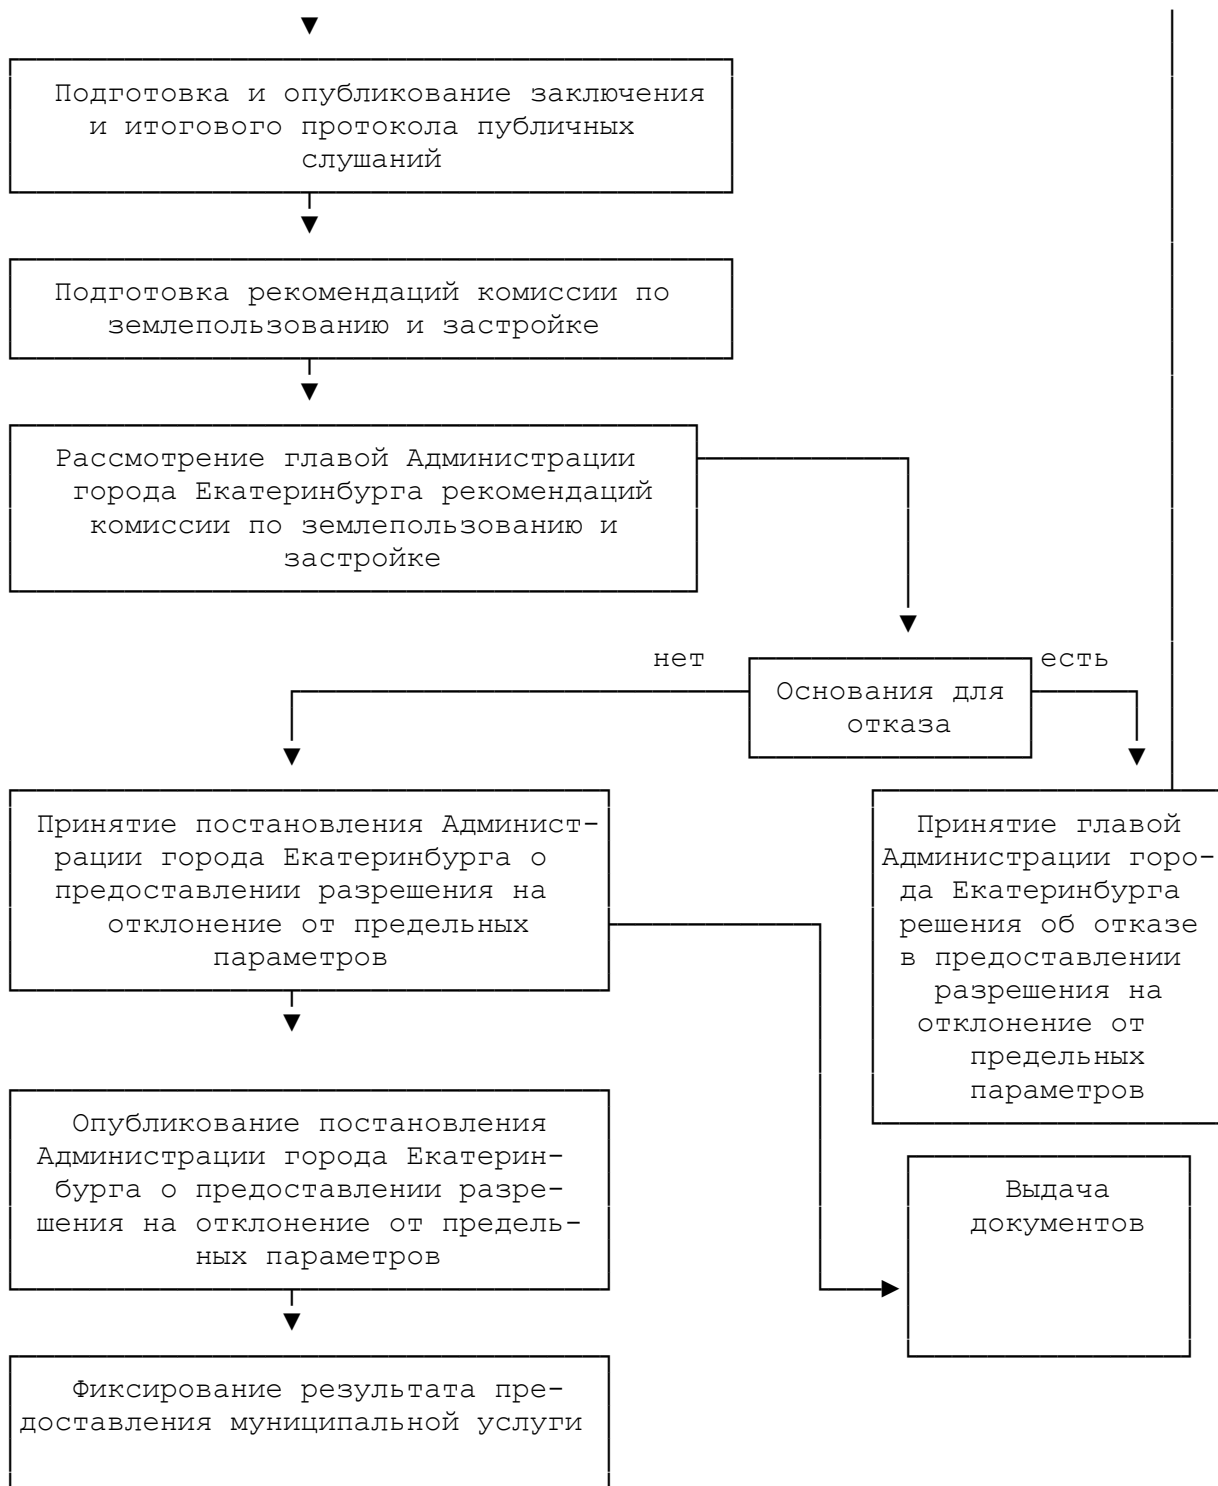 Подготовка и опубликование заключения
и итогового протокола публичных
слушаний
Подготовка рекомендаций комиссии по
землепользованию и застройке
Рассмотрение главой Администрации
города Екатеринбурга рекомендаций
комиссии по землепользованию и
застройке
нет
есть
Основания для
отказа
Принятие постановления Админист-
рации города Екатеринбурга о
предоставлении разрешения на
отклонение от предельных
параметров
Принятие главой
Администрации горо-
да Екатеринбурга
решения об отказе
в предоставлении
разрешения на
отклонение от
предельных
параметров
Опубликование постановления
Администрации города Екатерин-
бурга о предоставлении разре-
шения на отклонение от предель-
ных параметров
Выдача
документов
Фиксирование результата пре-
доставления муниципальной услуги